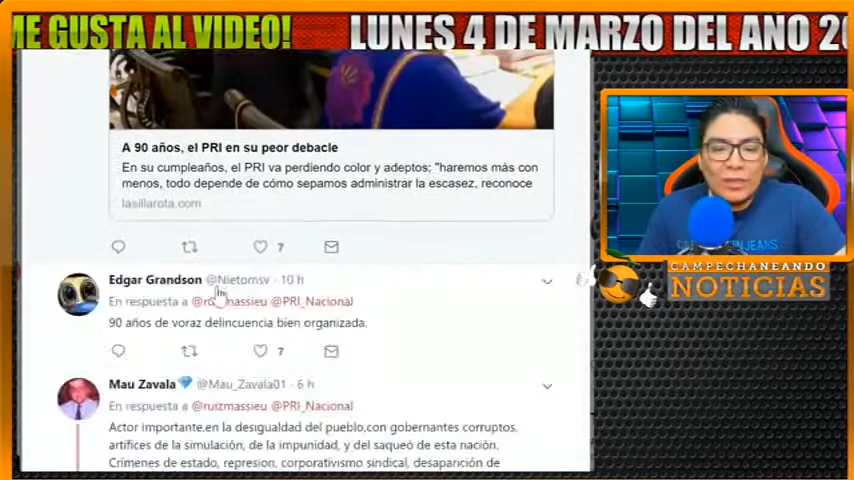 ME GUSTA AL VIDEO!
LUNES 4 DE MARZO DEL ANO 20
A 90 años, el PRI en su peor debacle
En su cumpleaños, el PRI va perdiendo color y adeptos; "haremos más con
menos, todo depende de cómo sepamos administrar la escasez, reconoce
lasillarota.com
7
Edgar Grandson @Nietomsv · 10 h
En respuesta a @ruizmassieu @PRI_Nacional
90 años de voraz delincuencia bien organizada.
7
Mau Zavala @Mau_Zavala01 · 6 h
En respuesta a @ruizmassieu @PRI_Nacional
Actor importante,en la desigualdad del pueblo,con gobernantes corruptos,
artífices de la simulación, de la impunidad, y del saqueó de esta nación.
Crímenes de estado, represion, corporativismo sindical, desaparición de
CAMPECHANEANDO
NOTICIAS